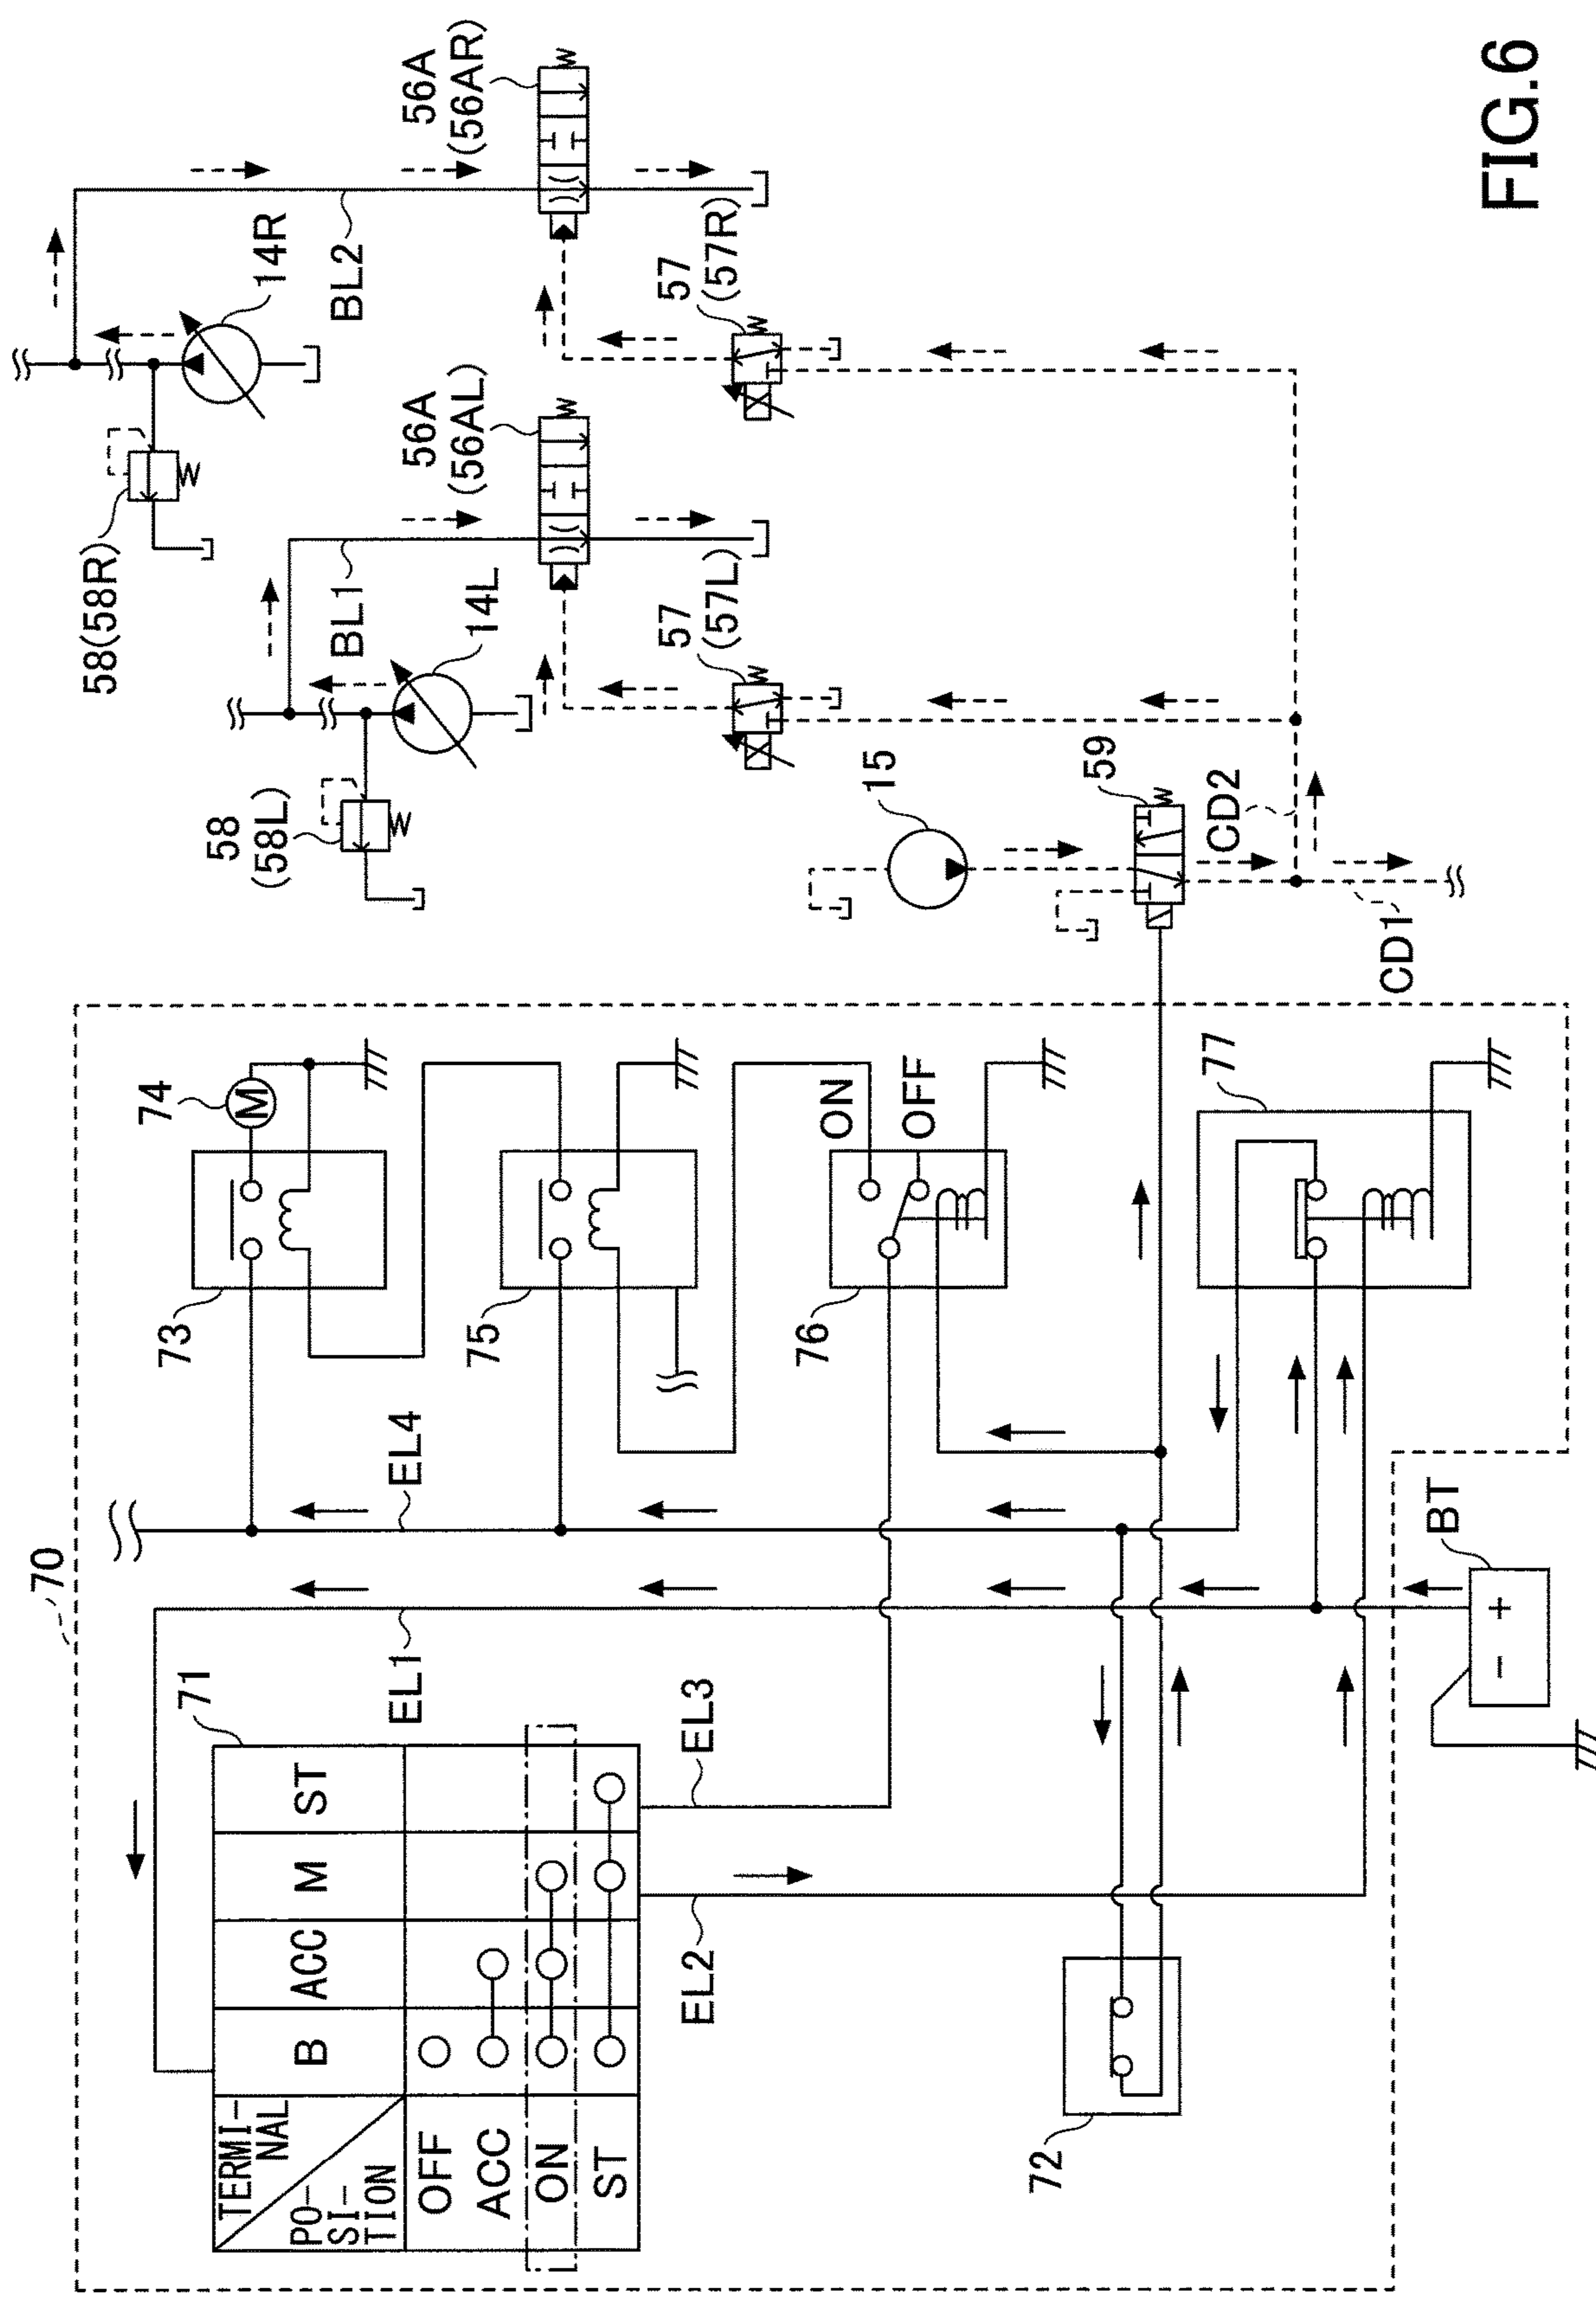 70
71
TERMI-
NAL
PO-
SI-
TION
B
ACC
M
ST
OFF
ACC
ON
ST
EL1
EL2
EL3
EL4
72
BT
- +
73
74
M
75
76
ON
OFF
77
58
(58L)
58(58R)
14L
14R
BL1
BL2
56A
(56AL)
56A
(56AR)
57
(57L)
57
(57R)
15
59
CD1
CD2
FIG.6